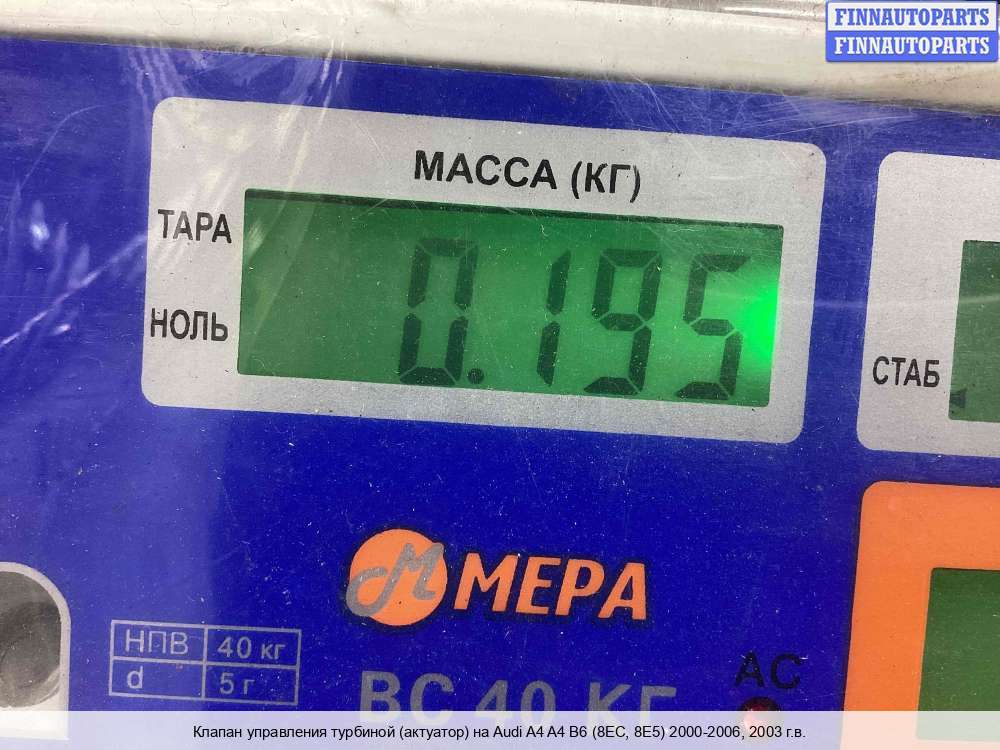 FINNAUTOPARTS
FINNAUTOPARTS
МАССА (КГ)
ТАРА
0.195
НОЛЬ
СТАБ
М МЕРА
НПВ 40 кг
d 5 г
ВС 40 КГ
АС
Клапан управления турбиной (актуатор) на Audi A4 A4 B6 (8EC, 8E5) 2000-2006, 2003 г.в.